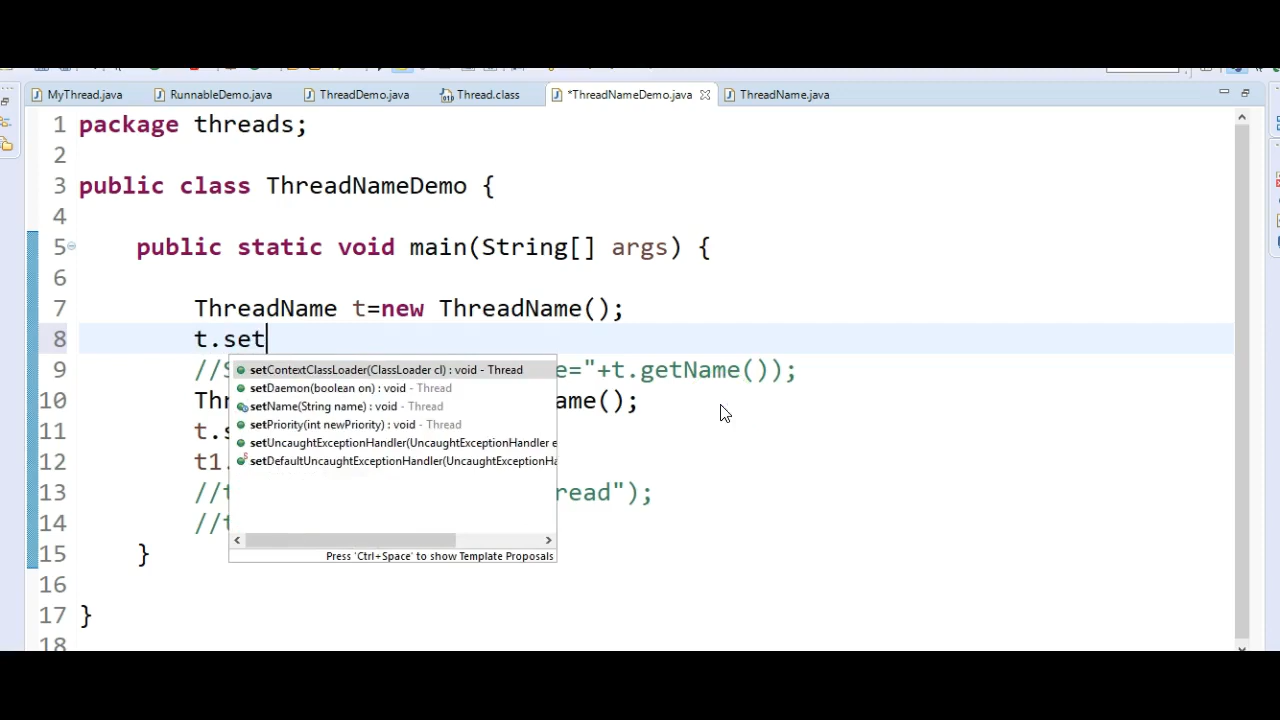 MyThread.java RunnableDemo.java ThreadDemo.java Thread.class *ThreadNameDemo.java ThreadName.java
1 package threads;
2
3 public class ThreadNameDemo {
4
5 public static void main(String[] args) {
6
7 ThreadName t=new ThreadName();
8 t.set
9 //S e="+t.getName());
10 Thr ame();
11 t.s
12 t1.
13 //t read");
14 //t
15 }
16
17 }
18
setContextClassLoader(ClassLoader cl) : void - Thread
setDaemon(boolean on) : void - Thread
setName(String name) : void - Thread
setPriority(int newPriority) : void - Thread
setUncaughtExceptionHandler(UncaughtExceptionHandler e
setDefaultUncaughtExceptionHandler(UncaughtExceptionHa
Press 'Ctrl+Space' to show Template Proposals